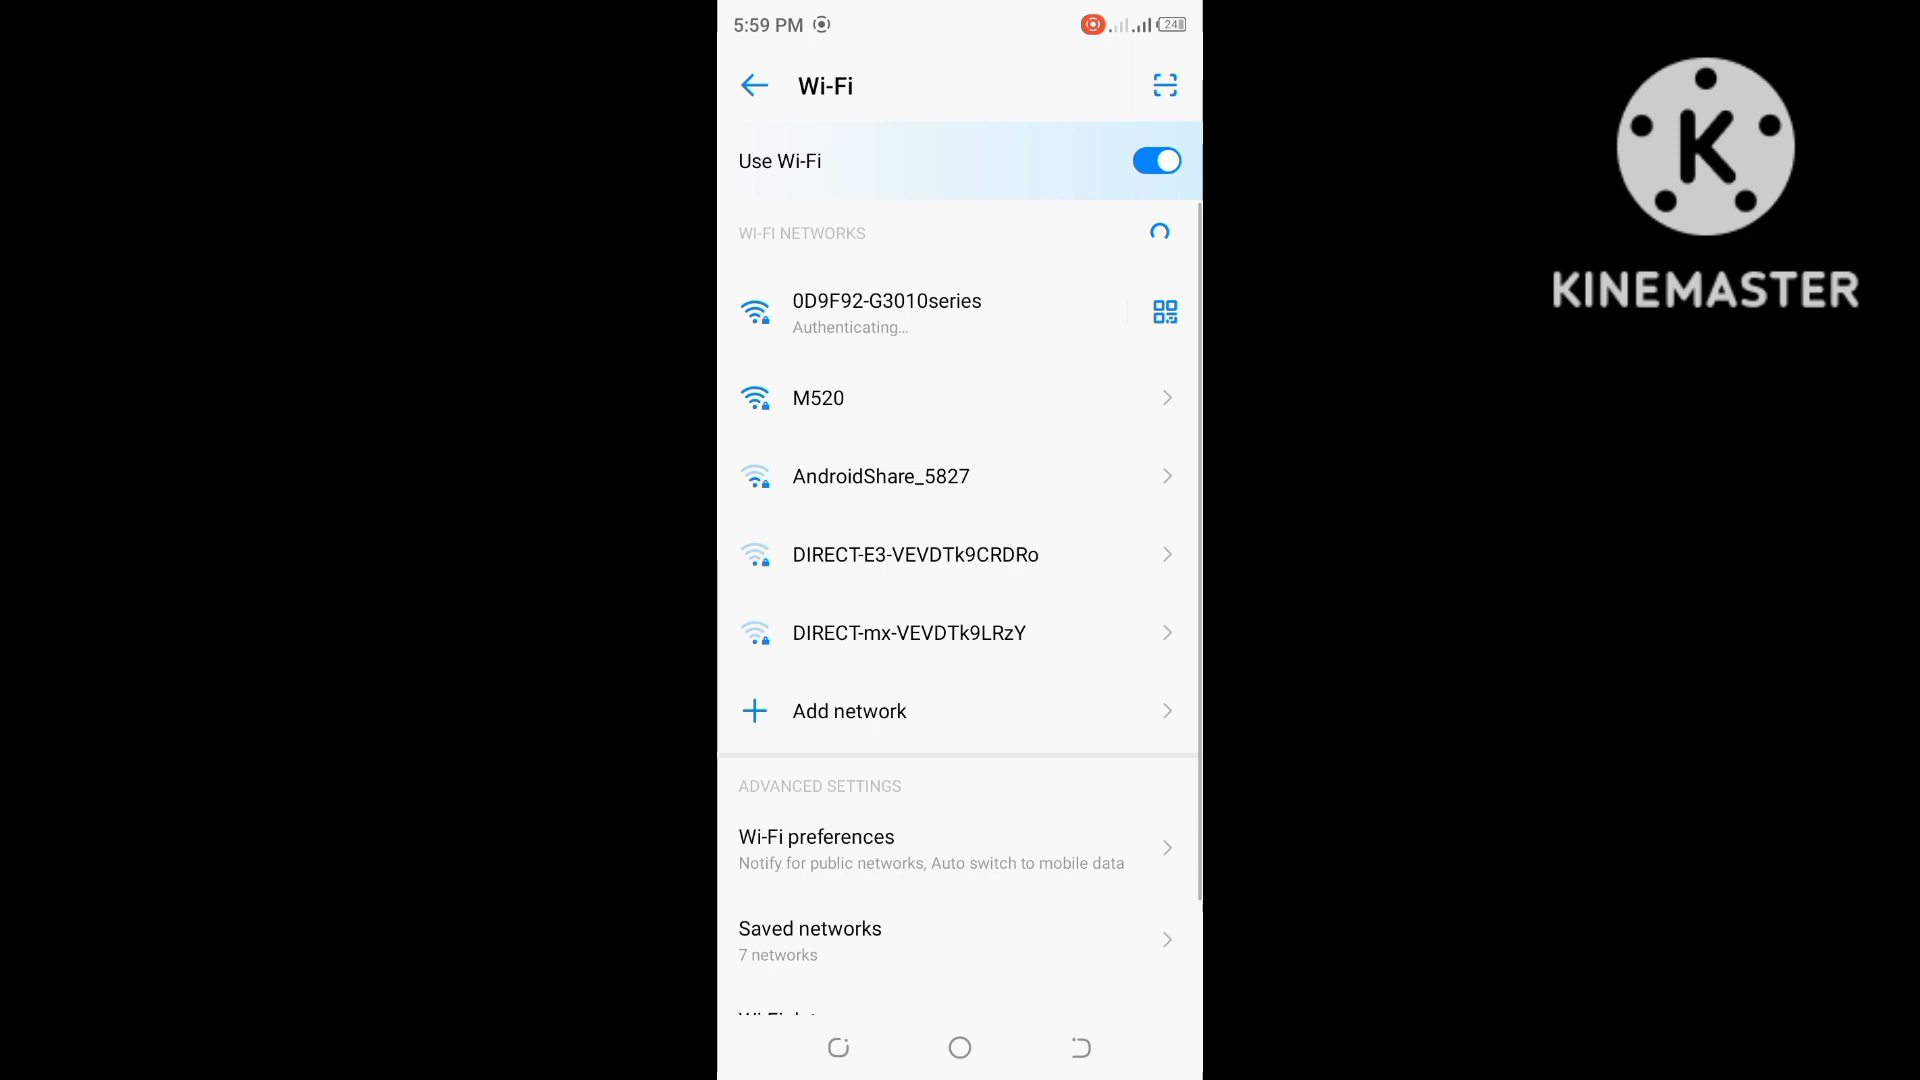 5:59 PM
24
Wi-Fi
Use Wi-Fi
WI-FI NETWORKS
0D9F92-G3010series
Authenticating...
M520
AndroidShare_5827
DIRECT-E3-VEVDTk9CRDRo
DIRECT-mx-VEVDTk9LRzY
Add network
ADVANCED SETTINGS
Wi-Fi preferences
Notify for public networks, Auto switch to mobile data
Saved networks
7 networks
K
KINEMASTER